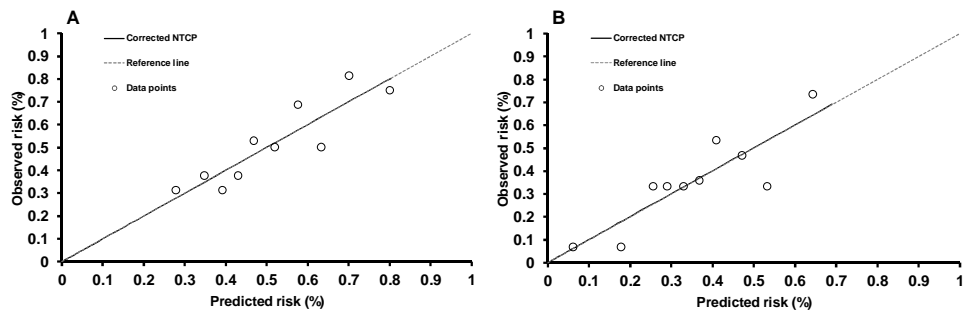 A
Corrected NTCP
Reference line
Data points
1
0.9
0.8
0.7
0.6
0.5
0.4
0.3
0.2
0.1
0
Observed risk (%)
0 0.1 0.2 0.3 0.4 0.5 0.6 0.7 0.8 0.9 1
Predicted risk (%)
B
Corrected NTCP
Reference line
Data points
1
0.9
0.8
0.7
0.6
0.5
0.4
0.3
0.2
0.1
0
Observed risk (%)
0 0.1 0.2 0.3 0.4 0.5 0.6 0.7 0.8 0.9 1
Predicted risk (%)